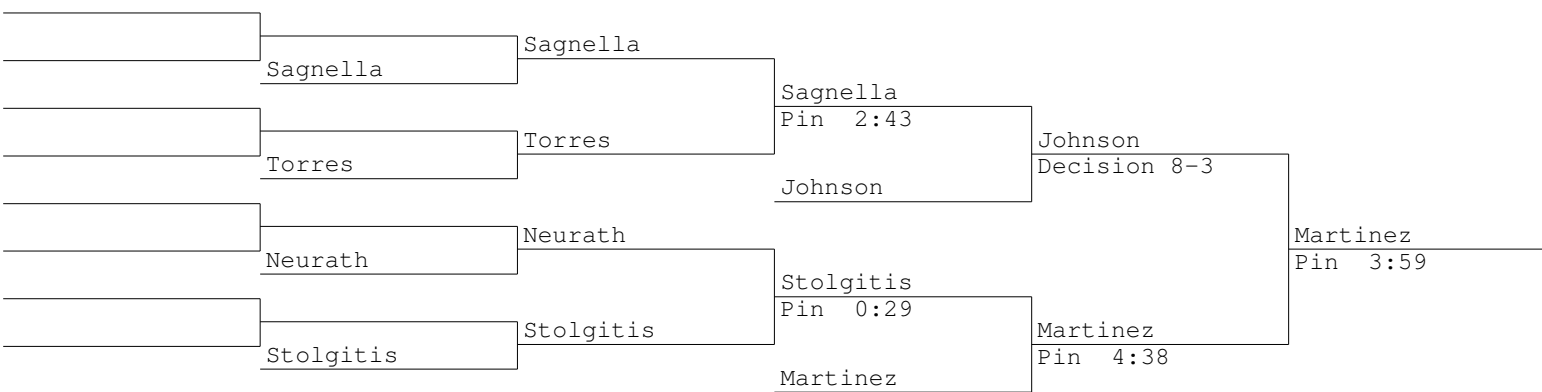 Sagnella
Sagnella
Sagnella
Pin 2:43
Torres
Torres
Johnson
Decision 8-3
Johnson
Neurath
Neurath
Martinez
Pin 3:59
Stolgitis
Pin 0:29
Stolgitis
Stolgitis
Martinez
Pin 4:38
Martinez